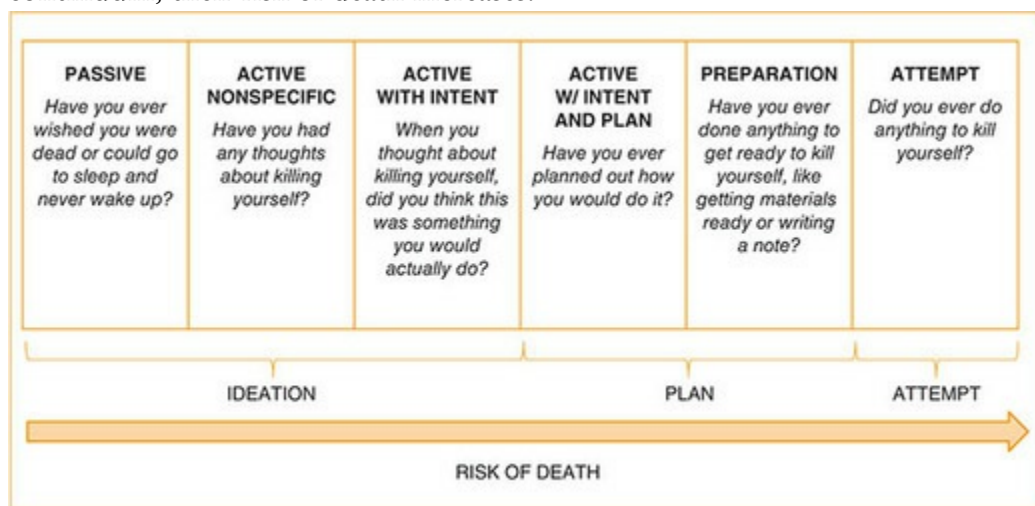 PASSIVE
Have you ever
wished you were
dead or could go
to sleep and
never wake up?
ACTIVE
NONSPECIFIC
Have you had
any thoughts
about killing
yourself?
ACTIVE
WITH INTENT
When you
thought about
killing yourself,
did you think this
was something
you would
actually do?
ACTIVE
W/ INTENT
AND PLAN
Have you ever
planned out how
you would do it?
PREPARATION
Have you ever
done anything to
get ready to kill
yourself, like
getting materials
ready or writing
a note?
ATTEMPT
Did you ever do
anything to kill
yourself?
IDEATION
PLAN
ATTEMPT
RISK OF DEATH